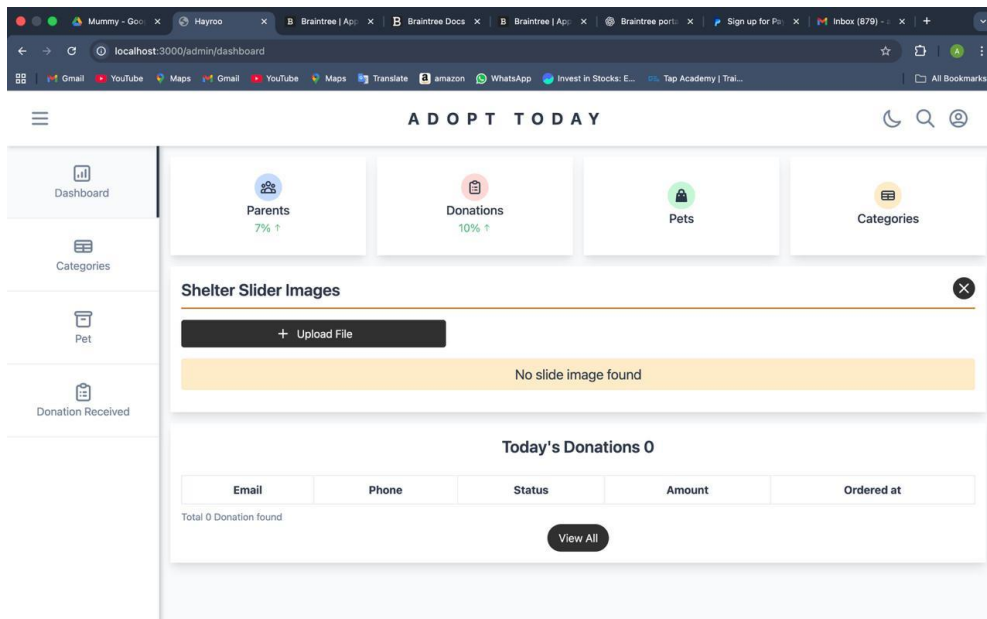 Mummy - Goo
Hayroo
Braintree | App
Braintree Docs
Braintree | App
Braintree porta
Sign up for Pay
Inbox (879) - a
localhost:3000/admin/dashboard
A
Gmail
YouTube
Maps
Gmail
YouTube
Maps
Translate
amazon
WhatsApp
Invest in Stocks: E...
Tap Academy | Trai...
All Bookmarks
ADOPT TODAY
Dashboard
Categories
Pet
Donation Received
Parents
7% ↑
Donations
10% ↑
Pets
Categories
Shelter Slider Images
+ Upload File
No slide image found
Today's Donations 0
Email Phone Status Amount Ordered at
Total 0 Donation found
View All